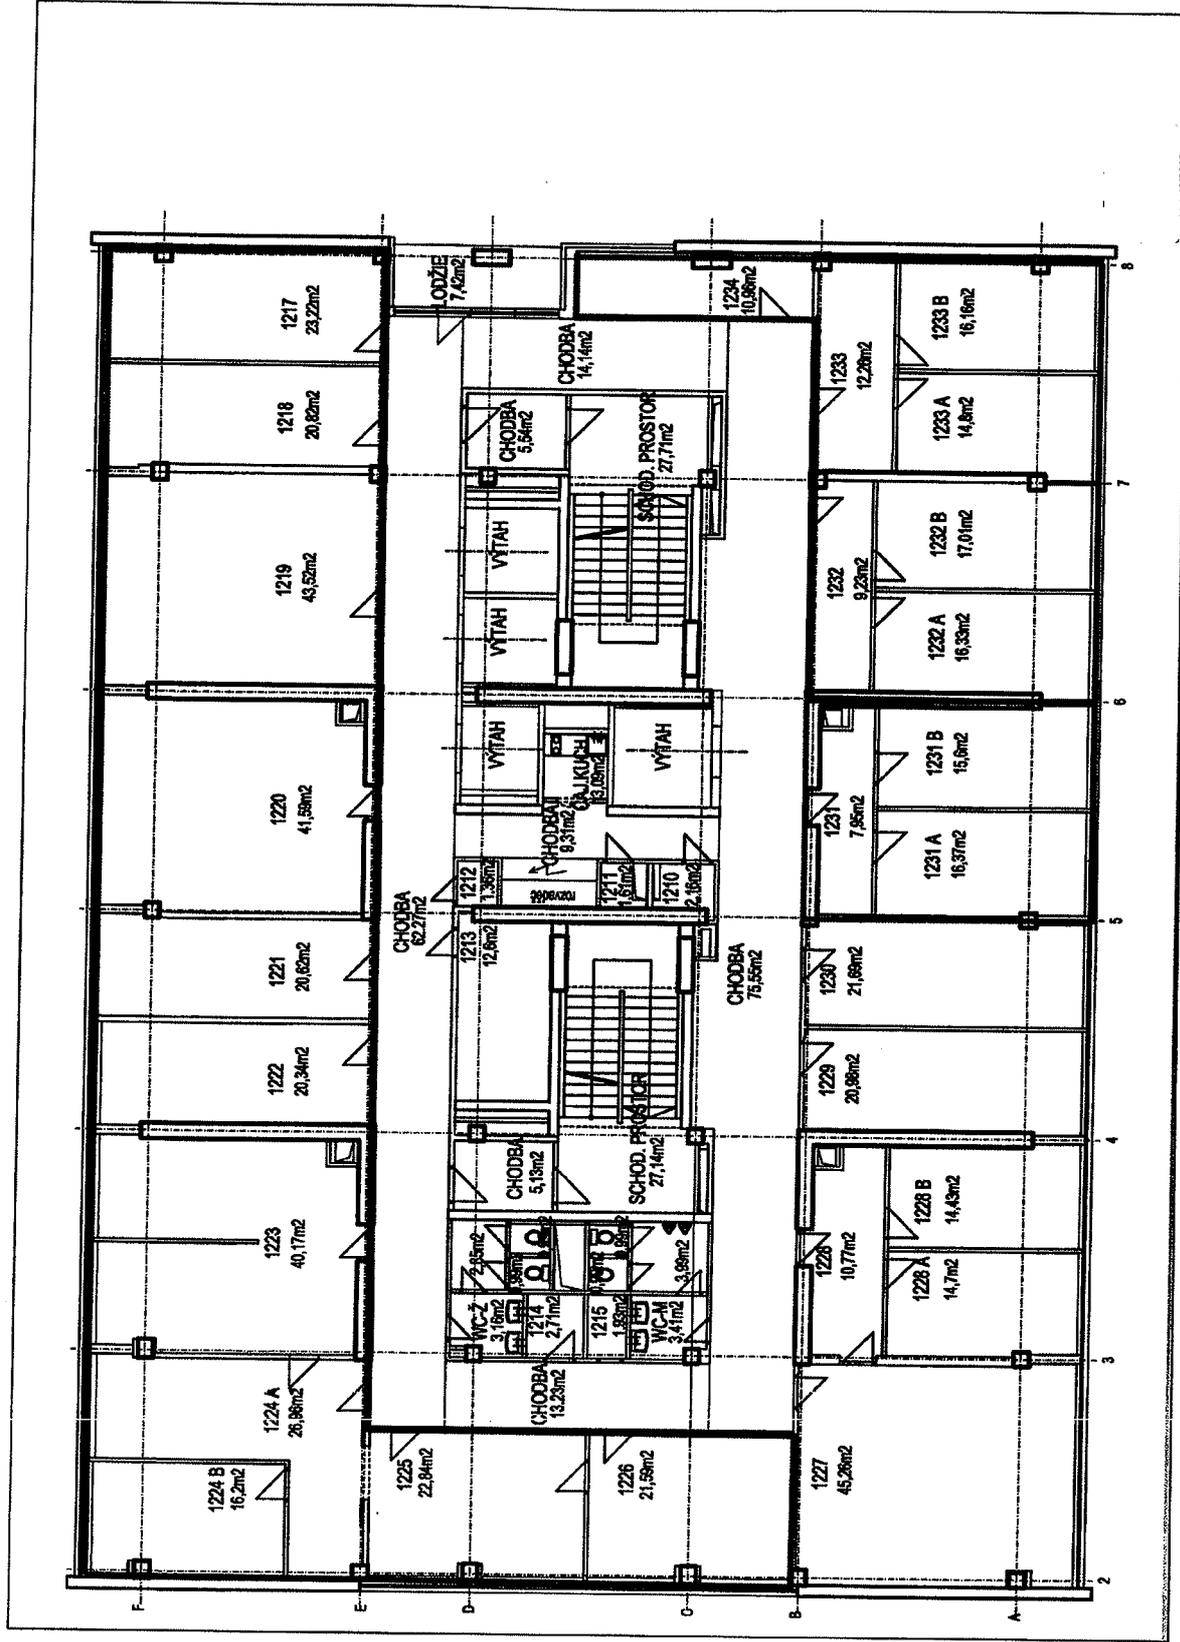 1217
23,22m2
1218
20,82m2
1219
43,52m2
1220
41,59m2
1221
20,62m2
1222
20,34m2
1223
40,17m2
1224 A
26,96m2
1224 B
16,2m2
1225
22,84m2
1226
21,59m2
1227
45,26m2
1228
10,77m2
1228 A
14,7m2
1228 B
14,43m2
1229
20,98m2
1230
21,69m2
1231
7,95m2
1231 A
16,37m2
1231 B
15,6m2
1232
9,23m2
1232 A
16,33m2
1232 B
17,01m2
1233
12,26m2
1233 A
14,8m2
1233 B
16,16m2
1234
10,96m2
LODŽIE
7,42m2
CHODBA
14,14m2
CHODBA
5,54m2
SCHOD. PROSTOR
27,71m2
VÝTAH
VÝTAH
VÝTAH
VÝTAH
ČAJ.KUCH
3,09m2
CHODBA
9,31m2
1212
1,36m2
1211
1,61m2
1210
2,16m2
CHODBA
62,27m2
1213
12,6m2
CHODBA
75,55m2
CHODBA
5,13m2
SCHOD. PROSTOR
27,14m2
2,65m2
3,99m2
WC-Ž
3,16m2
1214
2,71m2
1215
1,93m2
WC-M
3,41m2
CHODBA
13,23m2
F
E
D
C
B
A
2
3
4
5
6
7
8